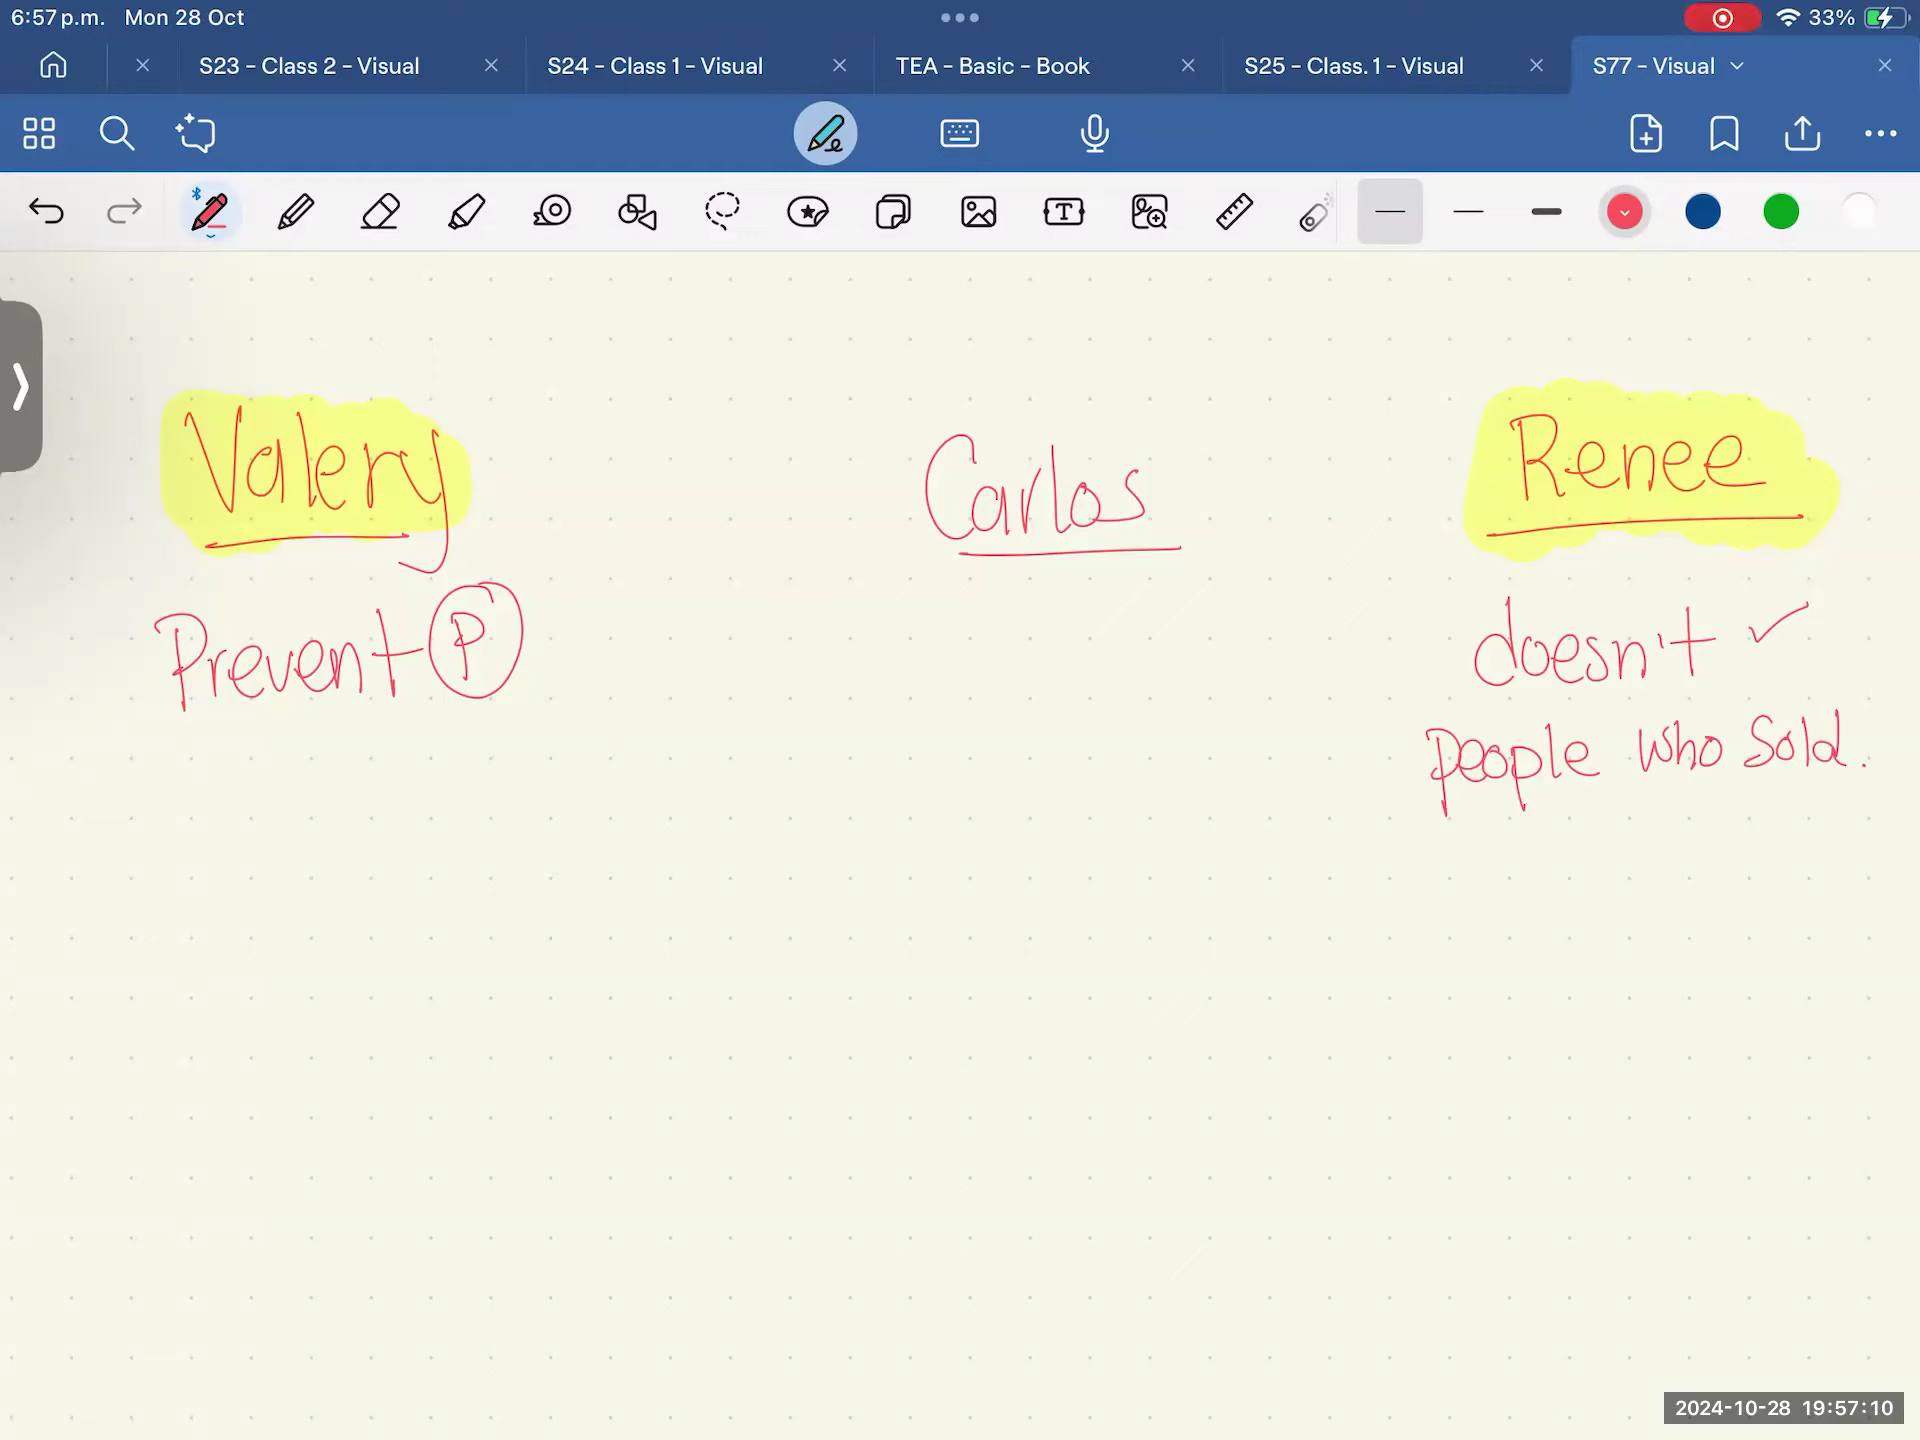 6:57 p.m. Mon 28 Oct
33%
S23 - Class 2 - Visual
S24 - Class 1 - Visual
TEA - Basic - Book
S25 - Class.1 - Visual
S77 - Visual
Valery
Carlos
Renee
Prevent P
doesn't ✓
people who sold.
2024-10-28 19:57:10